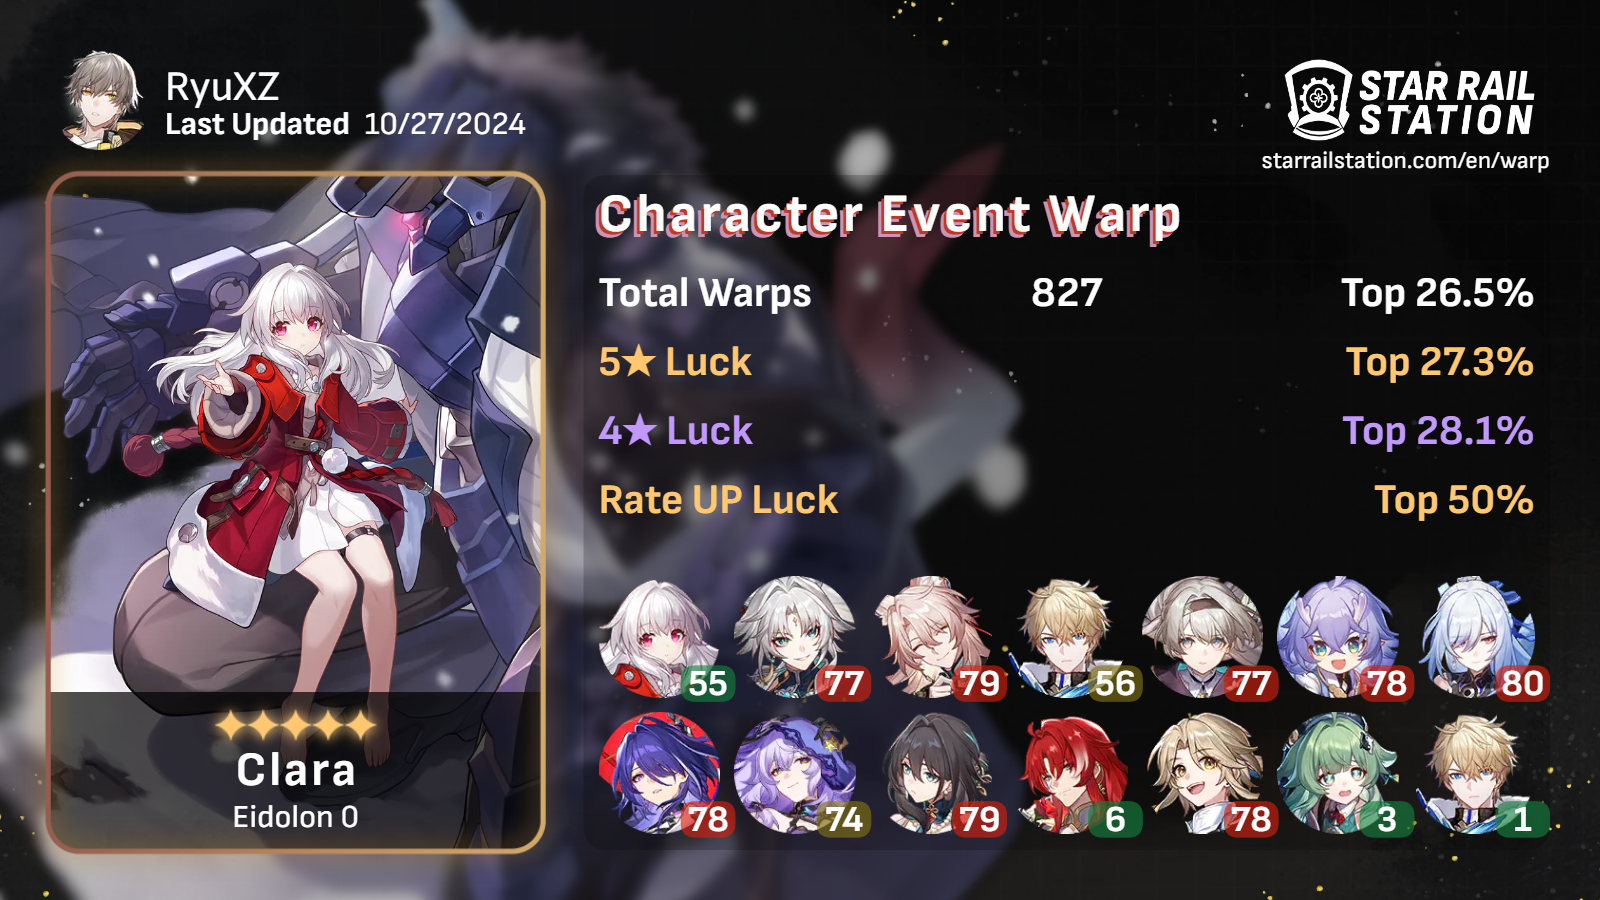 RyuXZ
Last Updated 10/27/2024
STAR RAIL
STATION
starrailstation.com/en/warp
Character Event Warp
Total Warps 827 Top 26.5%
5★ Luck Top 27.3%
4★ Luck Top 28.1%
Rate UP Luck Top 50%
55 77 79 56 77 78 80
78 74 79 6 78 3 1
Clara
Eidolon 0